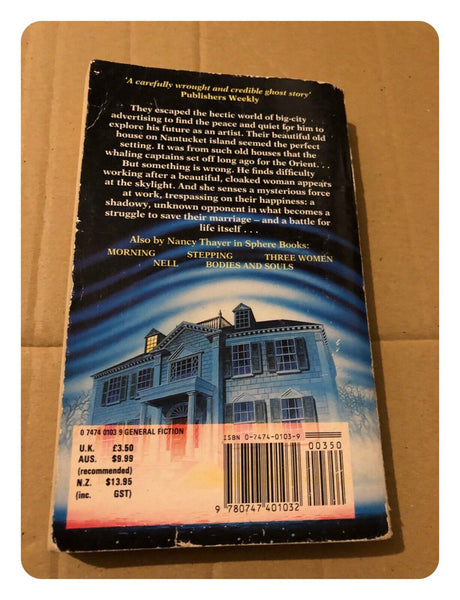 'A carefully wrought and credible ghost story'
Publishers Weekly
They escaped the hectic world of big-city
advertising to find the peace and quiet for him to
explore his future as an artist. Their beautiful old
house on Nantucket island seemed the perfect
setting. It was from such old houses that the
whaling captains set off long ago for the Orient. . .
But something is wrong. He finds difficulty
working after a beautiful, cloaked woman appears
at the skylight. And she senses a mysterious force
at work, trespassing on their happiness: a
shadowy, unknown opponent in what becomes a
struggle to save their marriage – and a battle for
life itself . . .
Also by Nancy Thayer in Sphere Books:
MORNING STEPPING THREE WOMEN
NELL BODIES AND SOULS
0 7474 0103 9 GENERAL FICTION
U.K. £3.50
AUS. $9.99
(recommended)
N.Z. $13.95
(inc. GST)
ISBN 0-7474-0103-9
00350
9 780747 401032